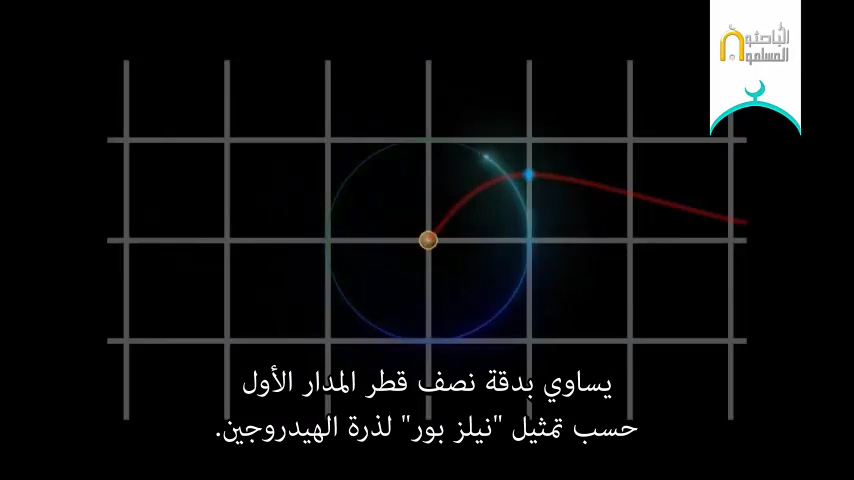 الباحثون
المسلمون
يساوي بدقة نصف قطر المدار الأول
حسب تمثيل "نيلز بور" لذرة الهيدروجين.